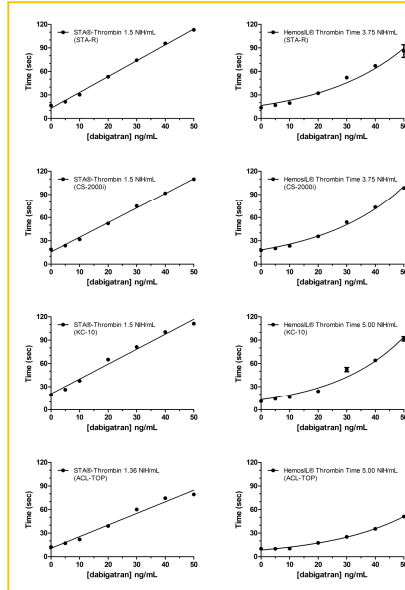 STA®-Thrombin 1.5 NIH/mL
(STA-R)
Time (sec)
120
90
60
30
0
0 10 20 30 40 50
[dabigatran] ng/mL
HemosIL® Thrombin Time 3.75 NIH/mL
(STA-R)
Time (sec)
120
90
60
30
0
0 10 20 30 40 50
[dabigatran] ng/mL
STA®-Thrombin 1.5 NIH/mL
(CS-2000i)
Time (sec)
120
90
60
30
0
0 10 20 30 40 50
[dabigatran] ng/mL
HemosIL® Thrombin Time 3.75 NIH/mL
(CS-2000i)
Time (sec)
120
90
60
30
0
0 10 20 30 40 50
[dabigatran] ng/mL
STA®-Thrombin 1.5 NIH/mL
(KC-10)
Time (sec)
120
90
60
30
0
0 10 20 30 40 50
[dabigatran] ng/mL
HemosIL® Thrombin Time 5.00 NIH/mL
(KC-10)
Time (sec)
120
90
60
30
0
0 10 20 30 40 50
[dabigatran] ng/mL
STA®-Thrombin 1.36 NIH/mL
(ACL-TOP)
Time (sec)
120
90
60
30
0
0 10 20 30 40 50
[dabigatran] ng/mL
HemosIL® Thrombin Time 5.00 NIH/mL
(ACL-TOP)
Time (sec)
120
90
60
30
0
0 10 20 30 40 50
[dabigatran] ng/mL